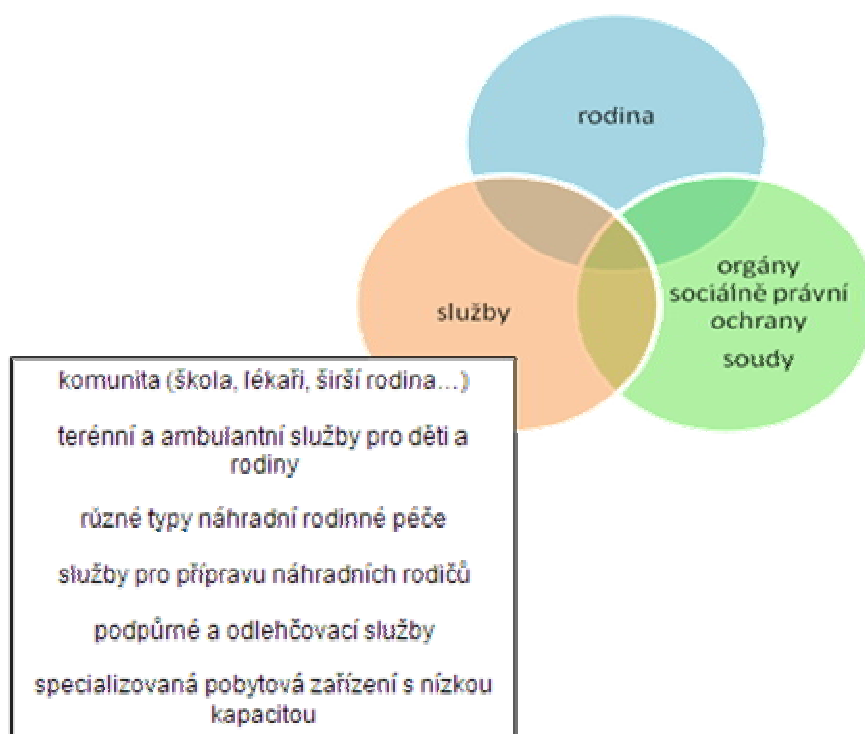 rodina
orgány
sociálně právní
ochrany
soudy
služby
komunita (škola, lékaři, širší rodina...)
terénní a ambulantní služby pro děti a
rodiny
různé typy náhradní rodinné péče
služby pro přípravu náhradních rodičů
podpůrné a odlehčovací služby
specializovaná pobytová zařízení s nízkou
kapacitou